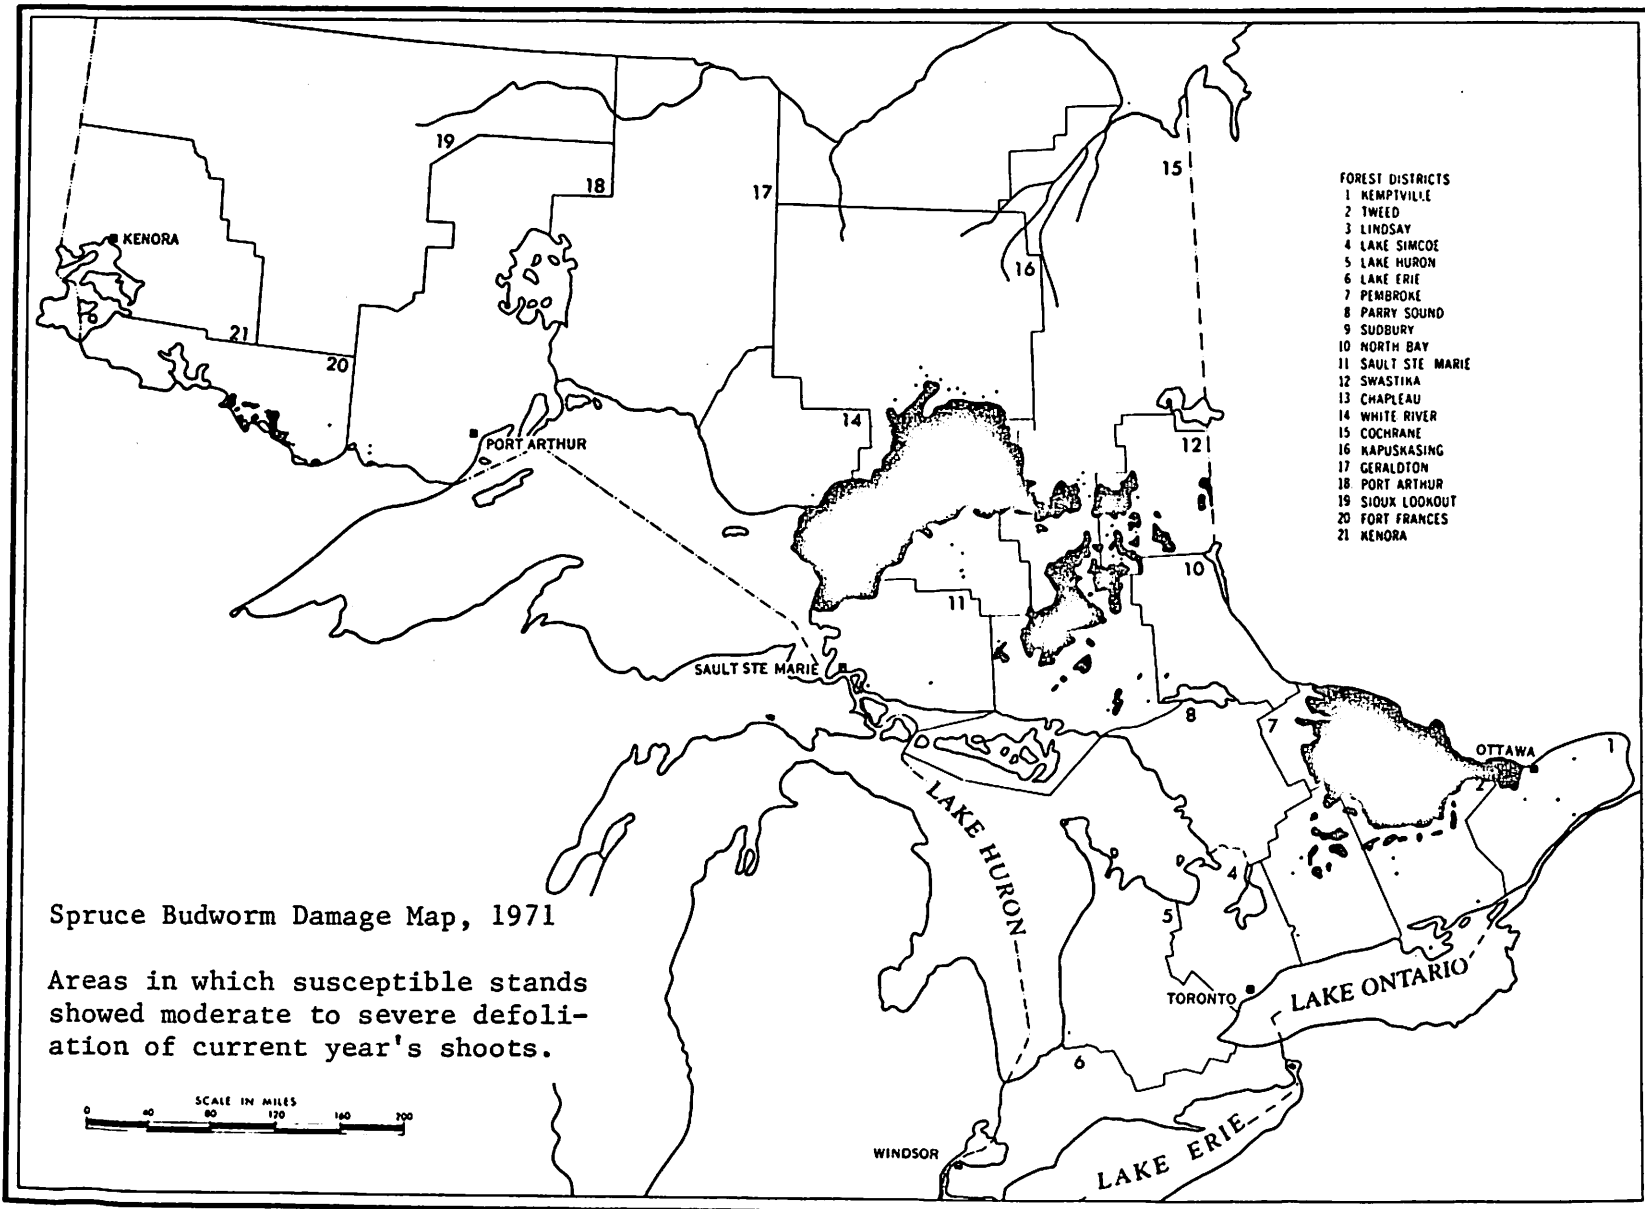 19
18
17
15
KENORA
16
21
20
14
12
PORT ARTHUR
10
11
SAULT STE MARIE
8
7
OTTAWA
1
2
LAKE HURON
4
5
TORONTO
LAKE ONTARIO
6
WINDSOR
LAKE ERIE
FOREST DISTRICTS
1 KEMPTVILLE
2 TWEED
3 LINDSAY
4 LAKE SIMCOE
5 LAKE HURON
6 LAKE ERIE
7 PEMBROKE
8 PARRY SOUND
9 SUDBURY
10 NORTH BAY
11 SAULT STE MARIE
12 SWASTIKA
13 CHAPLEAU
14 WHITE RIVER
15 COCHRANE
16 KAPUSKASING
17 GERALDTON
18 PORT ARTHUR
19 SIOUX LOOKOUT
20 FORT FRANCES
21 KENORA
Spruce Budworm Damage Map, 1971
Areas in which susceptible stands
showed moderate to severe defoli-
ation of current year's shoots.
SCALE IN MILES
0 40 80 120 160 200